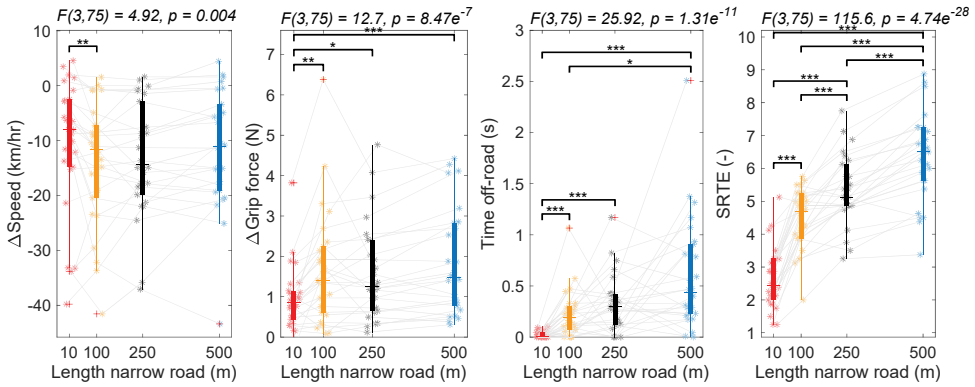 F(3,75) = 4.92, p = 0.004
**
0
-10
-20
-30
-40
ΔSpeed (km/hr)
10 100 250 500
Length narrow road (m)
F(3,75) = 12.7, p = 8.47e-7
***
*
**
7
6
5
4
3
2
1
0
ΔGrip force (N)
10 100 250 500
Length narrow road (m)
F(3,75) = 25.92, p = 1.31e-11
***
*
***
***
3
2.5
2
1.5
1
0.5
0
Time off-road (s)
10 100 250 500
Length narrow road (m)
F(3,75) = 115.6, p = 4.74e-28
***
***
***
***
***
***
10
9
8
7
6
5
4
3
2
1
SRTE (-)
10 100 250 500
Length narrow road (m)